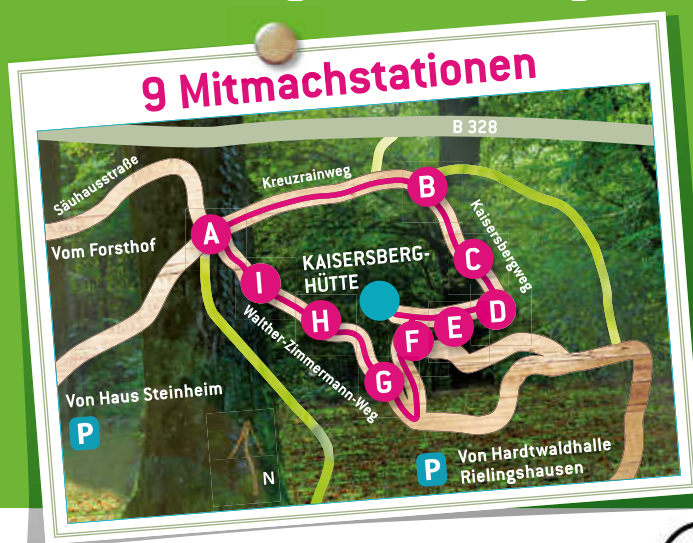 9 Mitmachstationen
B 328
Säuhausstraße
Kreuzrainweg
B
A
Vom Forsthof
Kaisersbergweg
KAISERSBERG-
HÜTTE
C
I
D
H
E
F
Walther-Zimmermann-Weg
G
Von Haus Steinheim
P
N
P
Von Hardtwaldhalle
Rielingshausen